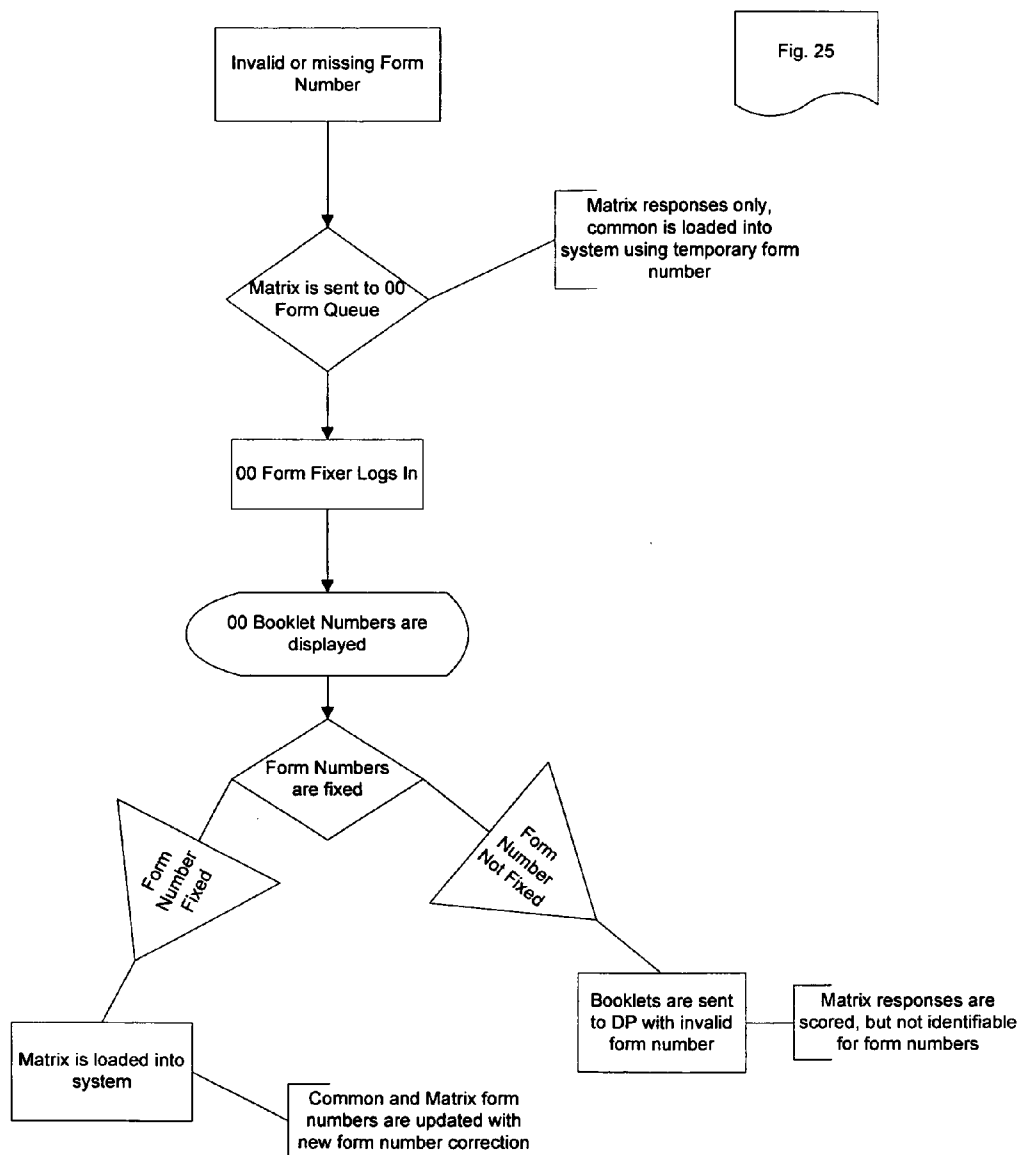 Invalid or missing Form
Number
Fig. 25
Matrix responses only,
common is loaded into
system using temporary form
number
Matrix is sent to 00
Form Queue
00 Form Fixer Logs In
00 Booklet Numbers are
displayed
Form Numbers
are fixed
Form
Number
Fixed
Form
Number
Not Fixed
Booklets are sent
to DP with invalid
form number
Matrix responses are
scored, but not identifiable
for form numbers
Matrix is loaded into
system
Common and Matrix form
numbers are updated with
new form number correction